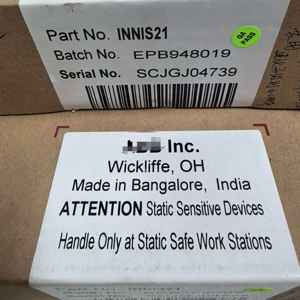 Part No. INNIS21
Batch No. EPB948019
Serial No. SCJGJ04739
QA
PASS
Inc.
Wickliffe, OH
Made in Bangalore, India
ATTENTION Static Sensitive Devices
Handle Only at Static Safe Work Stations